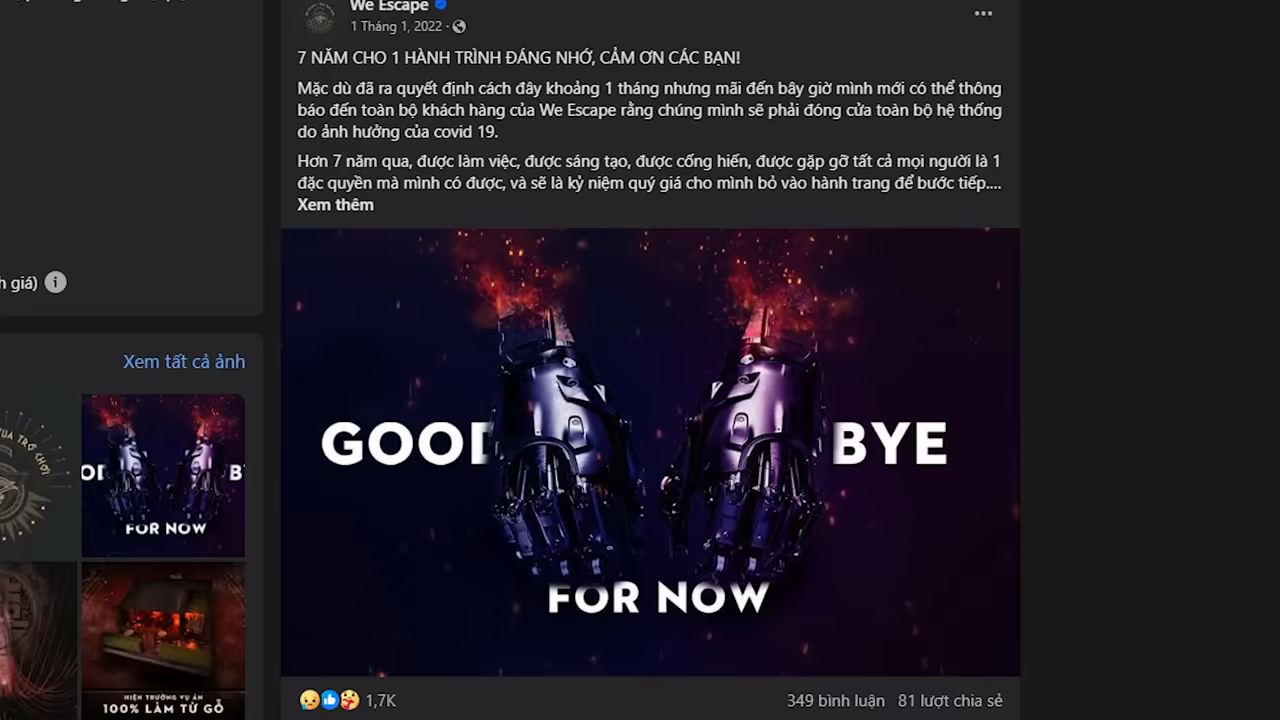 We Escape
1 Tháng 1, 2022 ·
7 NĂM CHO 1 HÀNH TRÌNH ĐÁNG NHỚ, CẢM ƠN CÁC BẠN!
Mặc dù đã ra quyết định cách đây khoảng 1 tháng nhưng mãi đến bây giờ mình mới có thể thông
báo đến toàn bộ khách hàng của We Escape rằng chúng mình sẽ phải đóng cửa toàn bộ hệ thống
do ảnh hưởng của covid 19.
Hơn 7 năm qua, được làm việc, được sáng tạo, được cống hiến, được gặp gỡ tất cả mọi người là 1
đặc quyền mà mình có được, và sẽ là kỷ niệm quý giá cho mình bỏ vào hành trang để bước tiếp....
Xem thêm
giá)
Xem tất cả ảnh
TRÒ CHƠI
FOR NOW
HIỆN TRƯỜNG VỤ ÁN
100% LÀM TỪ GỖ
GOOD BYE
FOR NOW
1,7K
349 bình luận 81 lượt chia sẻ